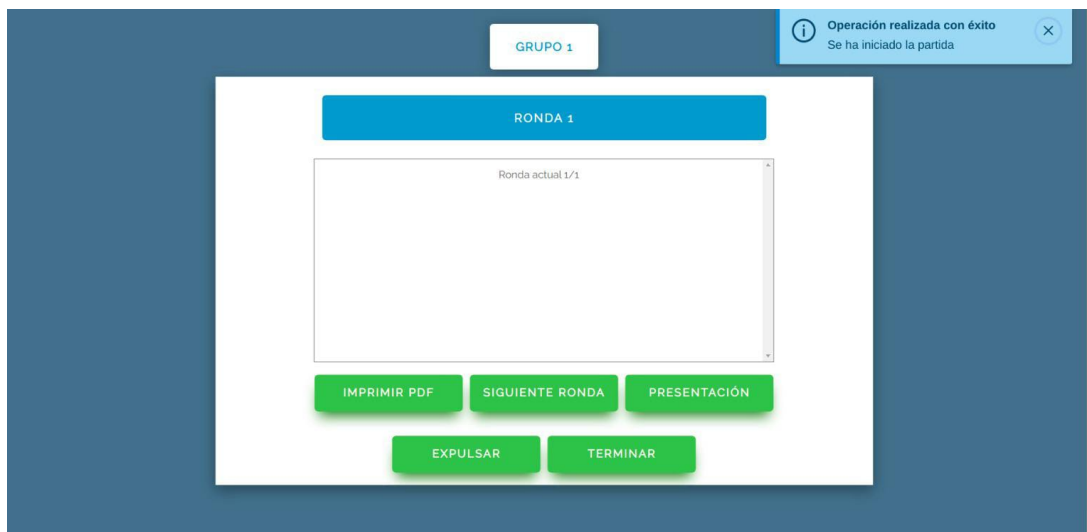 GRUPO 1
Operación realizada con éxito
Se ha iniciado la partida
RONDA 1
Ronda actual 1/1
IMPRIMIR PDF
SIGUIENTE RONDA
PRESENTACIÓN
EXPULSAR
TERMINAR